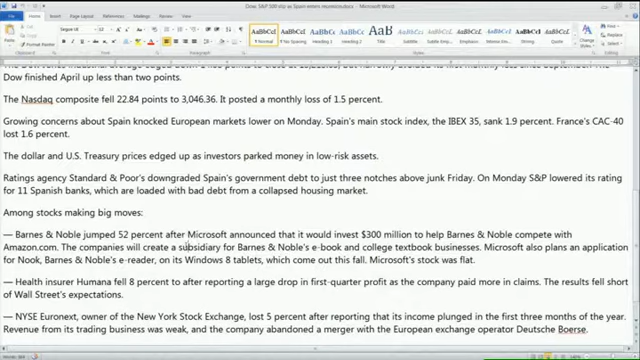 Dow, S&P 500 slip as Spain enters recession.docx - Microsoft Word
File
Dow finished April up less than two points.
The Nasdaq composite fell 22.84 points to 3,046.36. It posted a monthly loss of 1.5 percent.
Growing concerns about Spain knocked European markets lower on Monday. Spain's main stock index, the IBEX 35, sank 1.9 percent. France's CAC-40
lost 1.6 percent.
The dollar and U.S. Treasury prices edged up as investors parked money in low-risk assets.
Ratings agency Standard & Poor's downgraded Spain's government debt to just three notches above junk Friday. On Monday S&P lowered its rating
for 11 Spanish banks, which are loaded with bad debt from a collapsed housing market.
Among stocks making big moves:
— Barnes & Noble jumped 52 percent after Microsoft announced that it would invest $300 million to help Barnes & Noble compete with
Amazon.com. The companies will create a subsidiary for Barnes & Noble's e-book and college textbook businesses. Microsoft also plans an application
for Nook, Barnes & Noble's e-reader, on its Windows 8 tablets, which come out this fall. Microsoft's stock was flat.
— Health insurer Humana fell 8 percent to after reporting a large drop in first-quarter profit as the company paid more in claims. The results fell short
of Wall Street's expectations.
— NYSE Euronext, owner of the New York Stock Exchange, lost 5 percent after reporting that its income plunged in the first three months of the year.
Revenue from its trading business was weak, and the company abandoned a merger with the European exchange operator Deutsche Boerse.